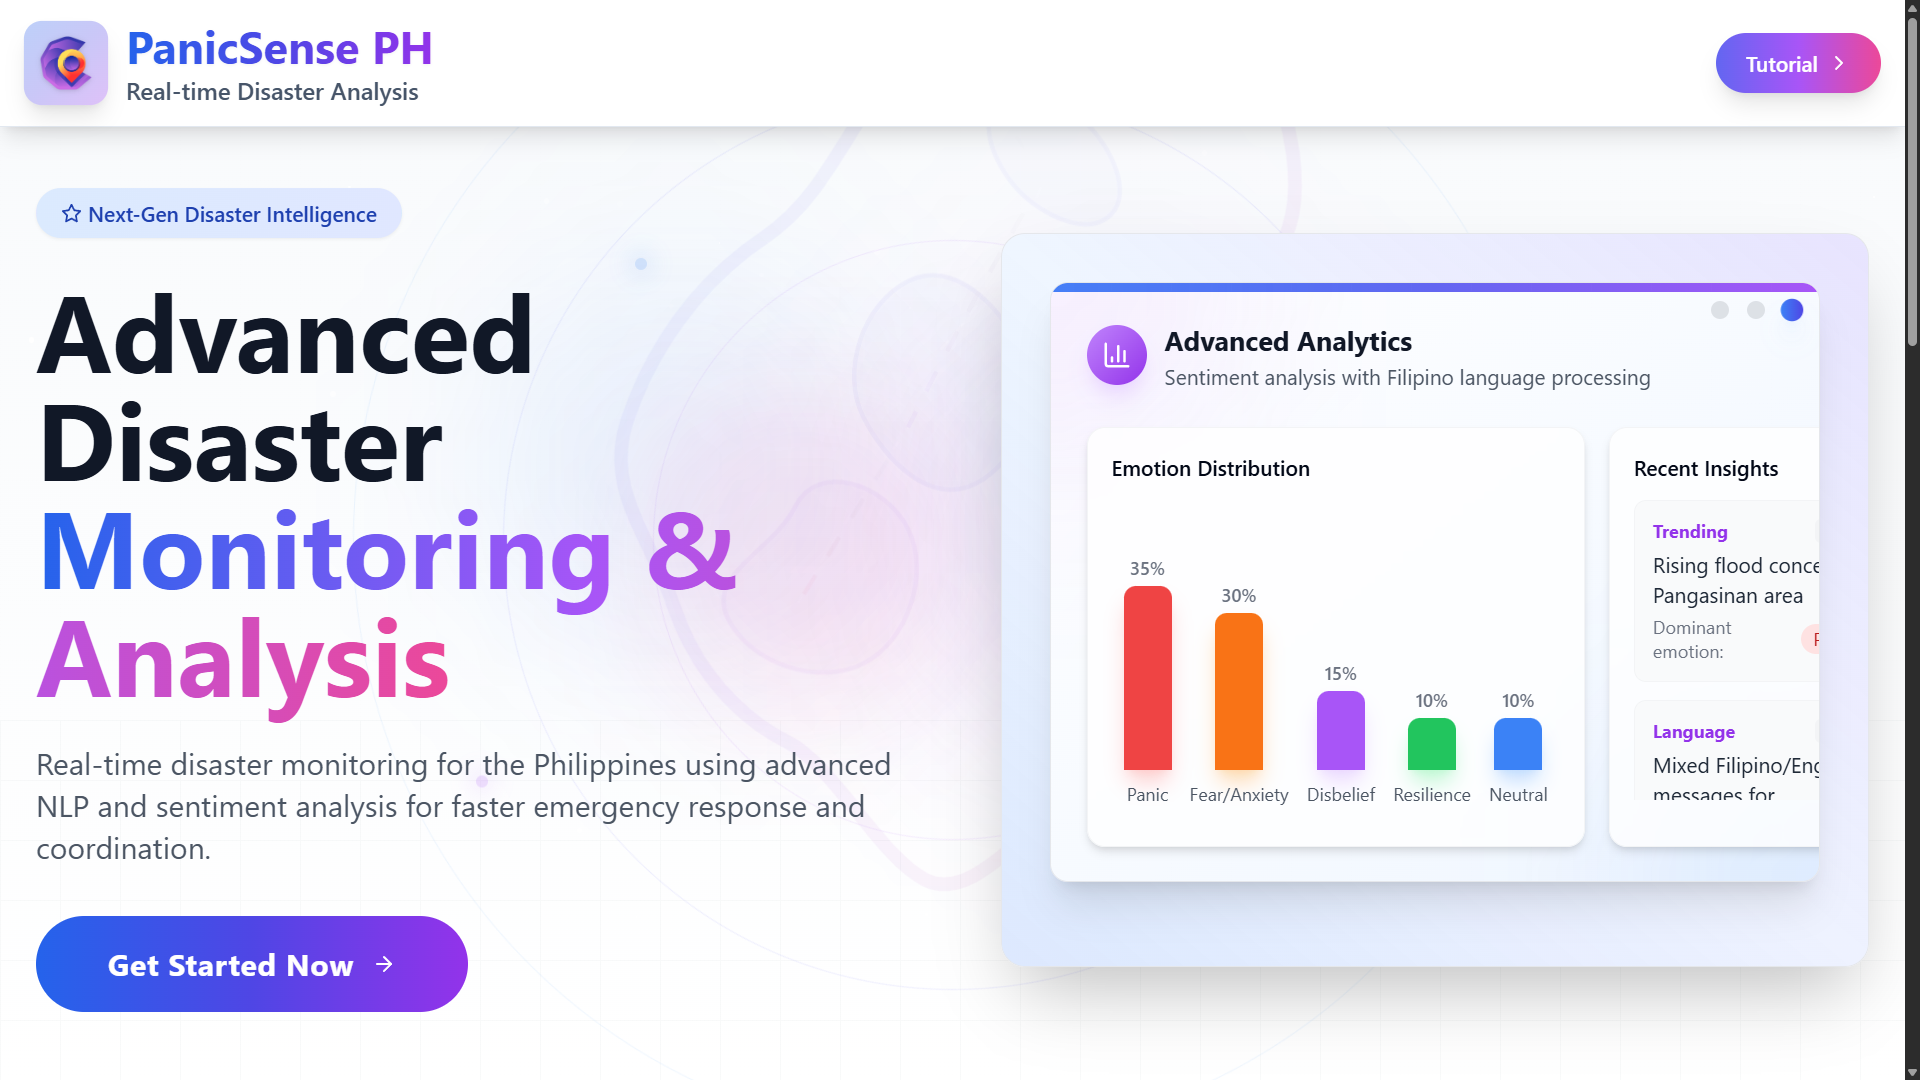 PanicSense PH
Real-time Disaster Analysis
Tutorial
Next-Gen Disaster Intelligence
Advanced
Disaster
Monitoring &
Analysis
Real-time disaster monitoring for the Philippines using advanced
NLP and sentiment analysis for faster emergency response and
coordination.
Get Started Now
Advanced Analytics
Sentiment analysis with Filipino language processing
Emotion Distribution
35%
30%
15%
10%
10%
Panic
Fear/Anxiety
Disbelief
Resilience
Neutral
Recent Insights
Trending
Rising flood
Pangasinan area
Dominant
emotion:
Language
Mixed
messages for